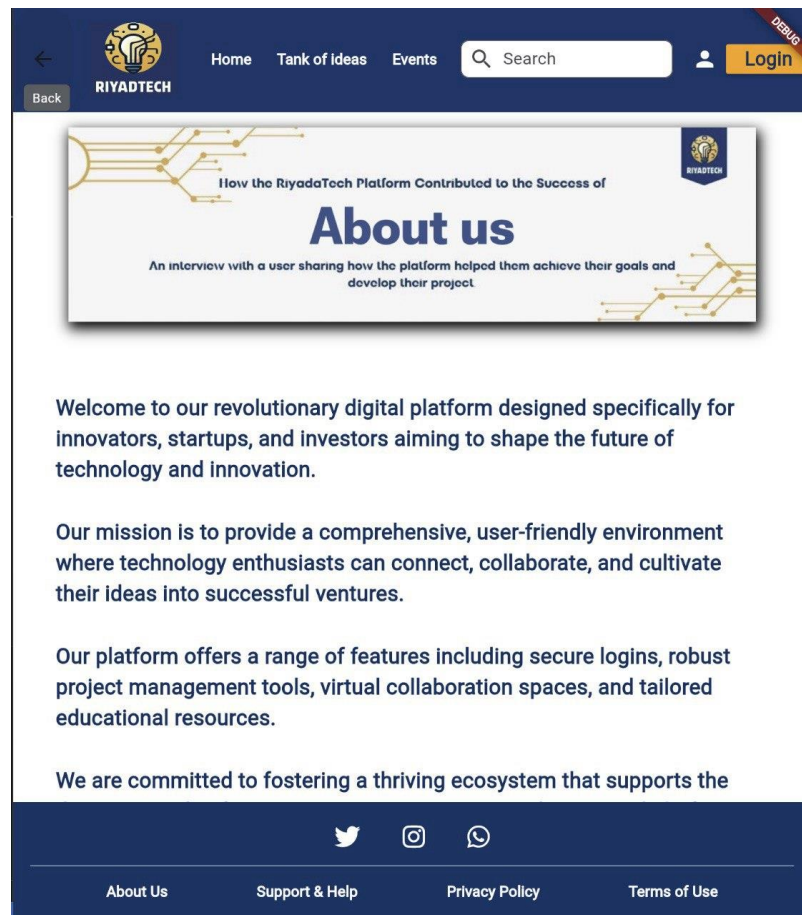 DEBUG
Home Tank of ideas Events Search Login
RIYADTECH
Back
RIYADTECH
How the RiyadaTech Platform Contributed to the Success of
About us
An interview with a user sharing how the platform helped them achieve their goals and
develop their project
Welcome to our revolutionary digital platform designed specifically for
innovators, startups, and investors aiming to shape the future of
technology and innovation.
Our mission is to provide a comprehensive, user-friendly environment
where technology enthusiasts can connect, collaborate, and cultivate
their ideas into successful ventures.
Our platform offers a range of features including secure logins, robust
project management tools, virtual collaboration spaces, and tailored
educational resources.
We are committed to fostering a thriving ecosystem that supports the
About Us Support & Help Privacy Policy Terms of Use